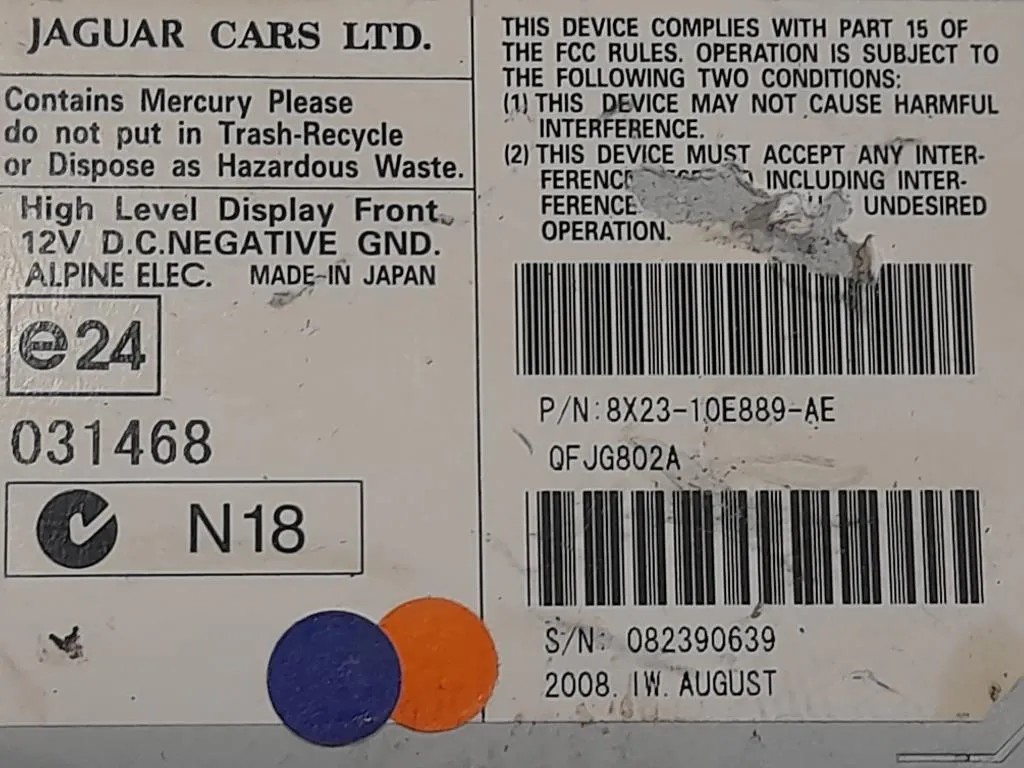 JAGUAR CARS LTD.
Contains Mercury Please
do not put in Trash-Recycle
or Dispose as Hazardous Waste.
High Level Display Front.
12V D.C.NEGATIVE GND.
ALPINE ELEC. MADE-IN JAPAN
e24
031468
N18
THIS DEVICE COMPLIES WITH PART 15 OF
THE FCC RULES. OPERATION IS SUBJECT TO
THE FOLLOWING TWO CONDITIONS:
(1) THIS DEVICE MAY NOT CAUSE HARMFUL
INTERFERENCE.
(2) THIS DEVICE MUST ACCEPT ANY INTER-
FERENCE INCLUDING INTER-
FERENCE UNDESIRED
OPERATION.
P/N:8X23-10E889-AE
QFJG802A
S/N: 082390639
2008. IW. AUGUST